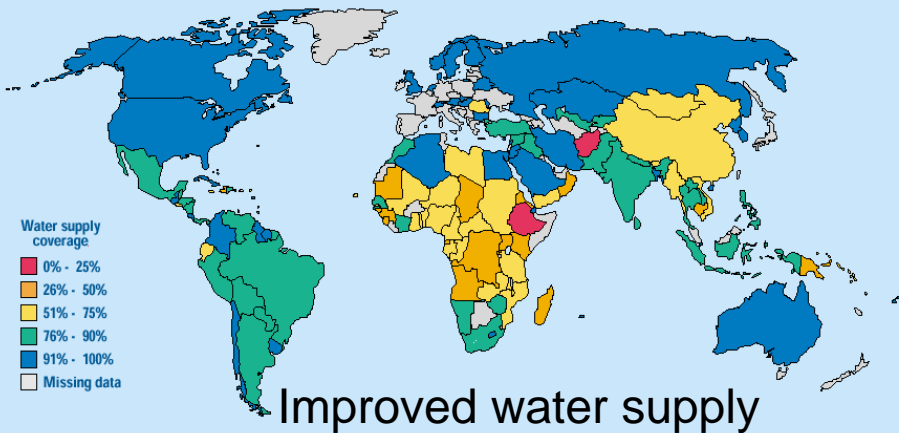 Water supply
coverage
0% - 25%
26% - 50%
51% - 75%
76% - 90%
91% - 100%
Missing data
Improved water supply